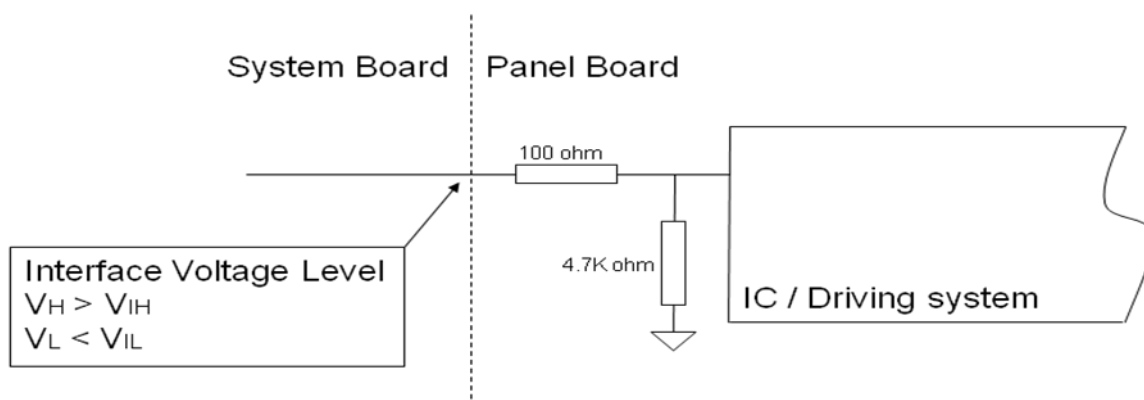 System Board
Panel Board
100 ohm
4.7K ohm
Interface Voltage Level
VH > VIH
VL < VIL
IC / Driving system